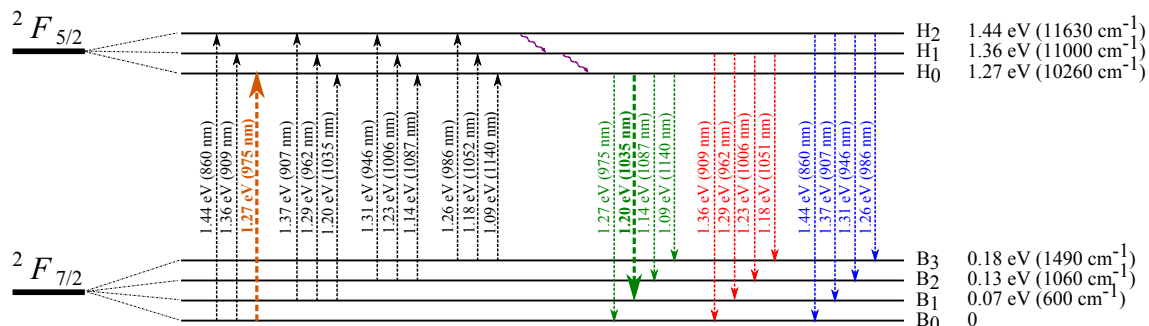 2 F 5/2
H2 1.44 eV (11630 cm-1)
H1 1.36 eV (11000 cm-1)
H0 1.27 eV (10260 cm-1)
1.44 eV (860 nm)
1.36 eV (909 nm)
1.27 eV (975 nm)
1.37 eV (907 nm)
1.29 eV (962 nm)
1.20 eV (1035 nm)
1.31 eV (946 nm)
1.23 eV (1006 nm)
1.14 eV (1087 nm)
1.26 eV (986 nm)
1.18 eV (1052 nm)
1.09 eV (1140 nm)
1.27 eV (975 nm)
1.20 eV (1035 nm)
1.14 eV (1087 nm)
1.09 eV (1140 nm)
1.36 eV (909 nm)
1.29 eV (962 nm)
1.23 eV (1006 nm)
1.18 eV (1051 nm)
1.44 eV (860 nm)
1.37 eV (907 nm)
1.31 eV (946 nm)
1.26 eV (986 nm)
2 F 7/2
B3 0.18 eV (1490 cm-1)
B2 0.13 eV (1060 cm-1)
B1 0.07 eV (600 cm-1)
B0 0